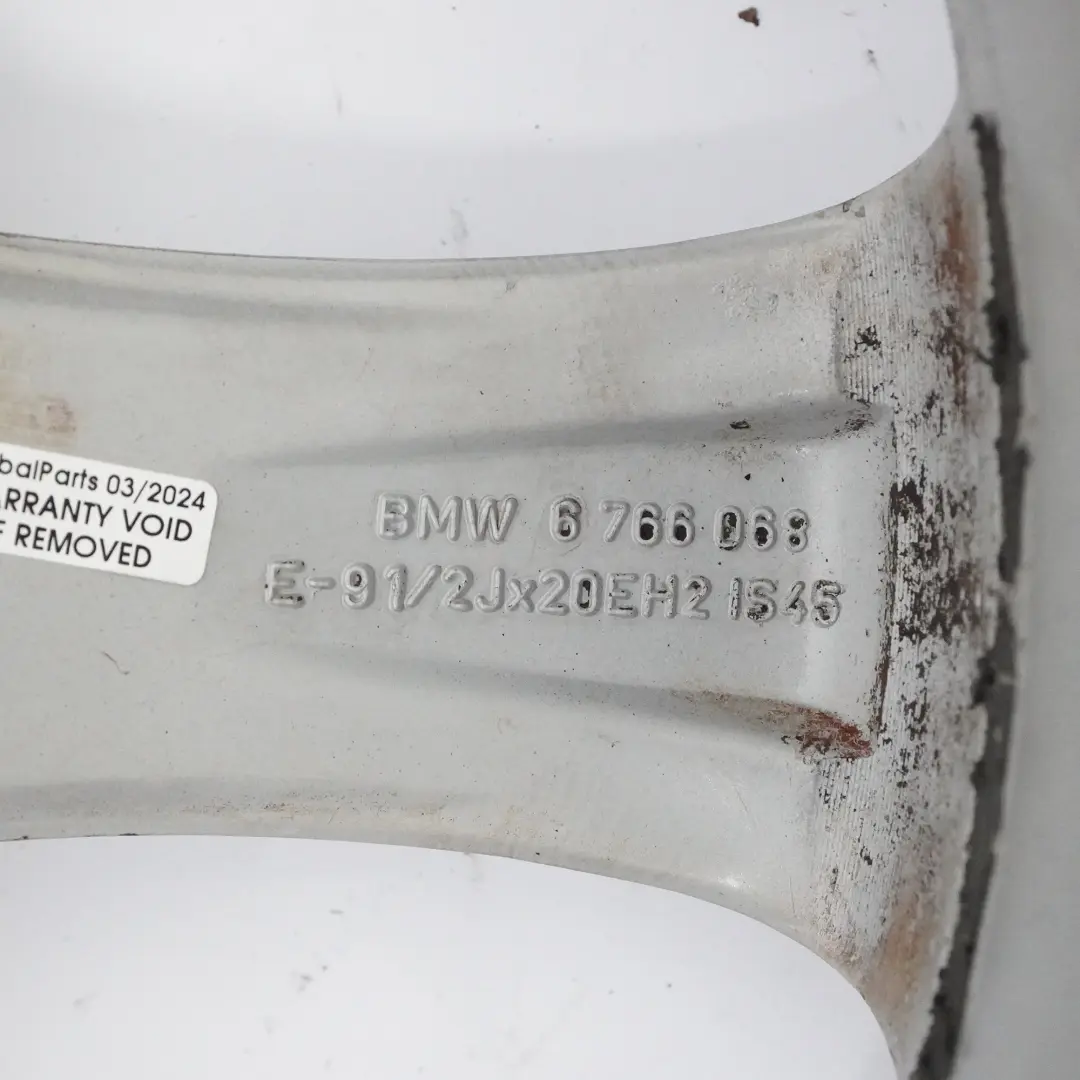 balParts 03/2024
ARRANTY VOID
F REMOVED
BMW 6 766 068
E-91/2Jx20EH2 IS45